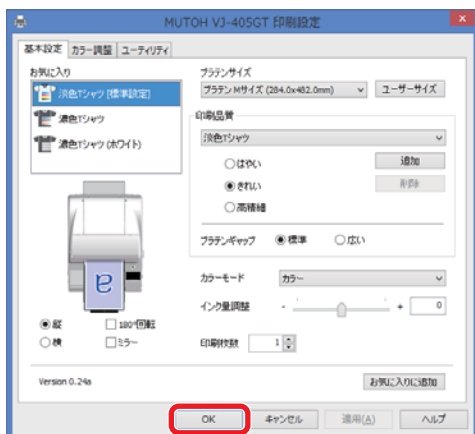 MUTOH VJ-405GT 印刷設定
基本設定 カラー調整 ユーティリティ
お気に入り
淡色Tシャツ [標準設定]
濃色Tシャツ
濃色Tシャツ (ホワイト)
a
縦
横
180°回転
ミラー
プラテンサイズ
プラテン Mサイズ (284.0x482.0mm)
ユーザーサイズ
印刷品質
淡色Tシャツ
はやい
きれい
高精細
追加
削除
プラテンギャップ 標準 広い
カラーモード カラー
インク量調整 - + 0
印刷枚数 1
Version 0.24a
お気に入りに追加
OK キャンセル 適用(A) ヘルプ